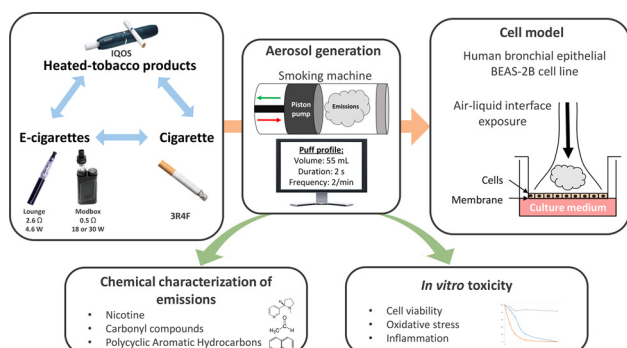 IQOS
Heated-tobacco products
E-cigarettes
Cigarette
Lounge
2.6 Ω
4.6 W
Modbox
0.5 Ω
18 or 30 W
3R4F
Aerosol generation
Smoking machine
Piston
pump
Emissions
Puff profile:
Volume: 55 mL
Duration: 2 s
Frequency: 2/min
Cell model
Human bronchial epithelial
BEAS-2B cell line
Air-liquid interface
exposure
Cells
Membrane
Culture medium
Chemical characterization of
emissions
• Nicotine
• Carbonyl compounds
• Polycyclic Aromatic Hydrocarbons
In vitro toxicity
• Cell viability
• Oxidative stress
• Inflammation